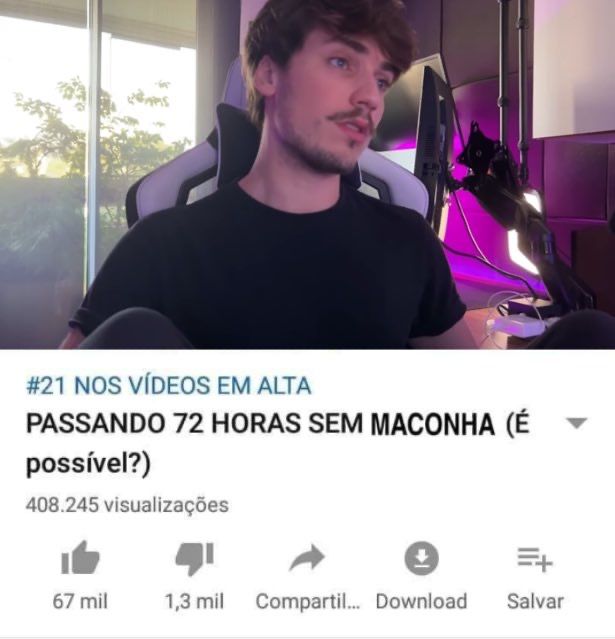 #21 NOS VÍDEOS EM ALTA
PASSANDO 72 HORAS SEM MACONHA (É
possível?)
408.245 visualizações
67 mil 1,3 mil Compartil... Download Salvar